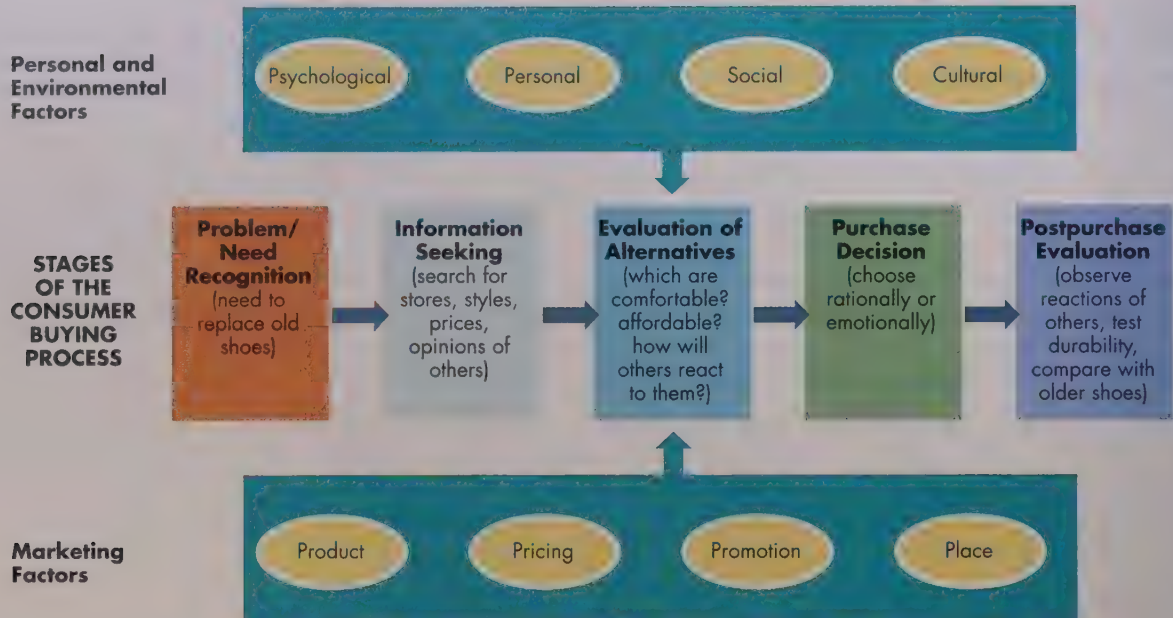 Personal and
Environmental
Factors
Psychological
Personal
Social
Cultural
STAGES
OF THE
CONSUMER
BUYING
PROCESS
Problem/
Need
Recognition
(need to
replace old
shoes)
Information
Seeking
(search for
stores, styles,
prices,
opinions of
others)
Evaluation of
Alternatives
(which are
comfortable?
affordable?
how will
others react
to them?)
Purchase
Decision
(choose
rationally or
emotionally)
Postpurchase
Evaluation
(observe
reactions of
others, test
durability,
compare with
older shoes)
Marketing
Factors
Product
Pricing
Promotion
Place